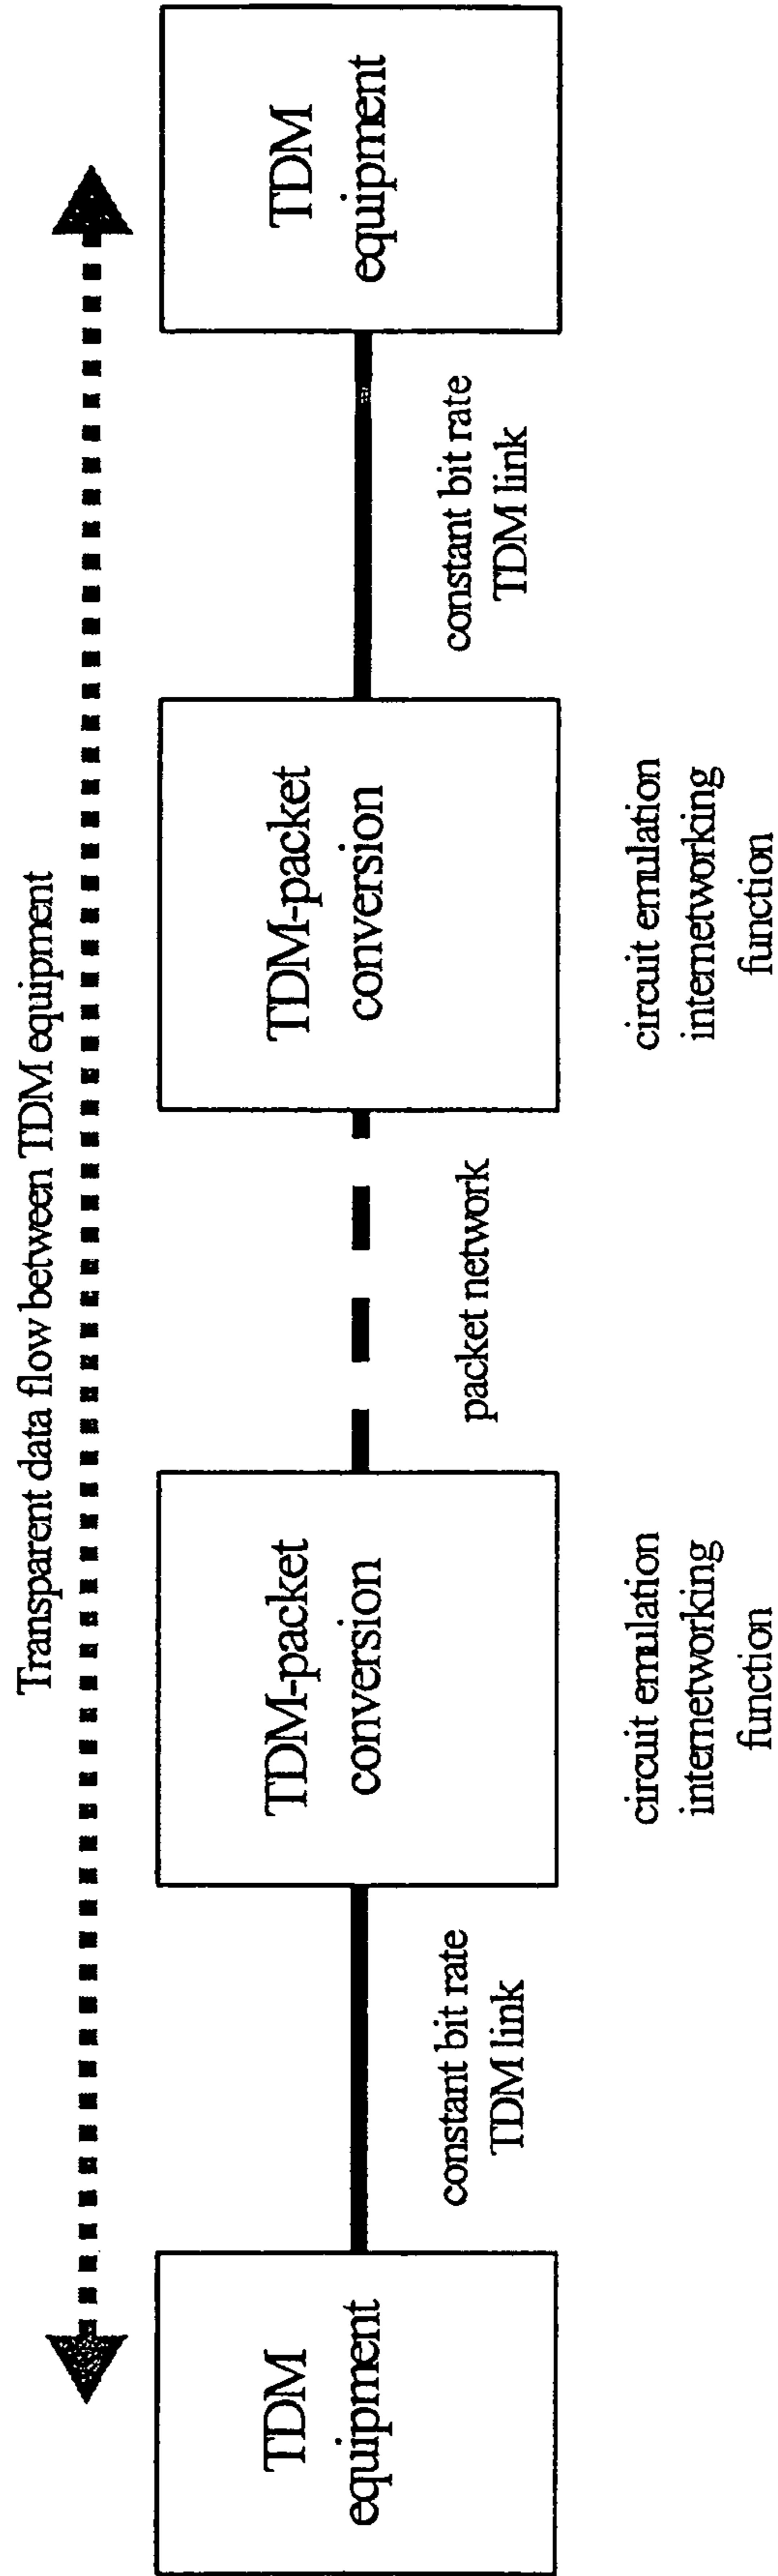 Transparent data flow between TDM equipment
TDM
equipment
constant bit rate
TDM link
TDM-packet
conversion
circuit emulation
internetworking
function
packet network
TDM-packet
conversion
circuit emulation
internetworking
function
constant bit rate
TDM link
TDM
equipment